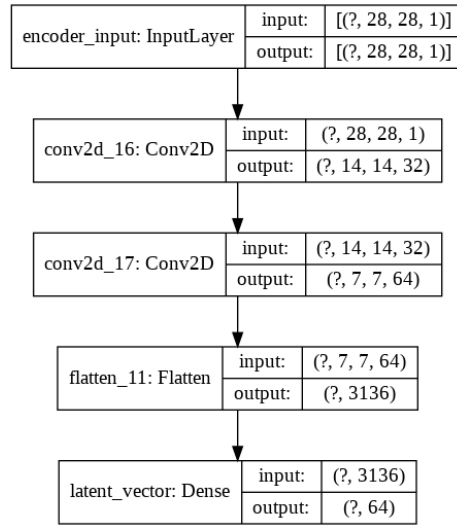 encoder_input: InputLayer
input: [(?, 28, 28, 1)]
output: [(?, 28, 28, 1)]
conv2d_16: Conv2D
input: (?, 28, 28, 1)
output: (?, 14, 14, 32)
conv2d_17: Conv2D
input: (?, 14, 14, 32)
output: (?, 7, 7, 64)
flatten_11: Flatten
input: (?, 7, 7, 64)
output: (?, 3136)
latent_vector: Dense
input: (?, 3136)
output: (?, 64)